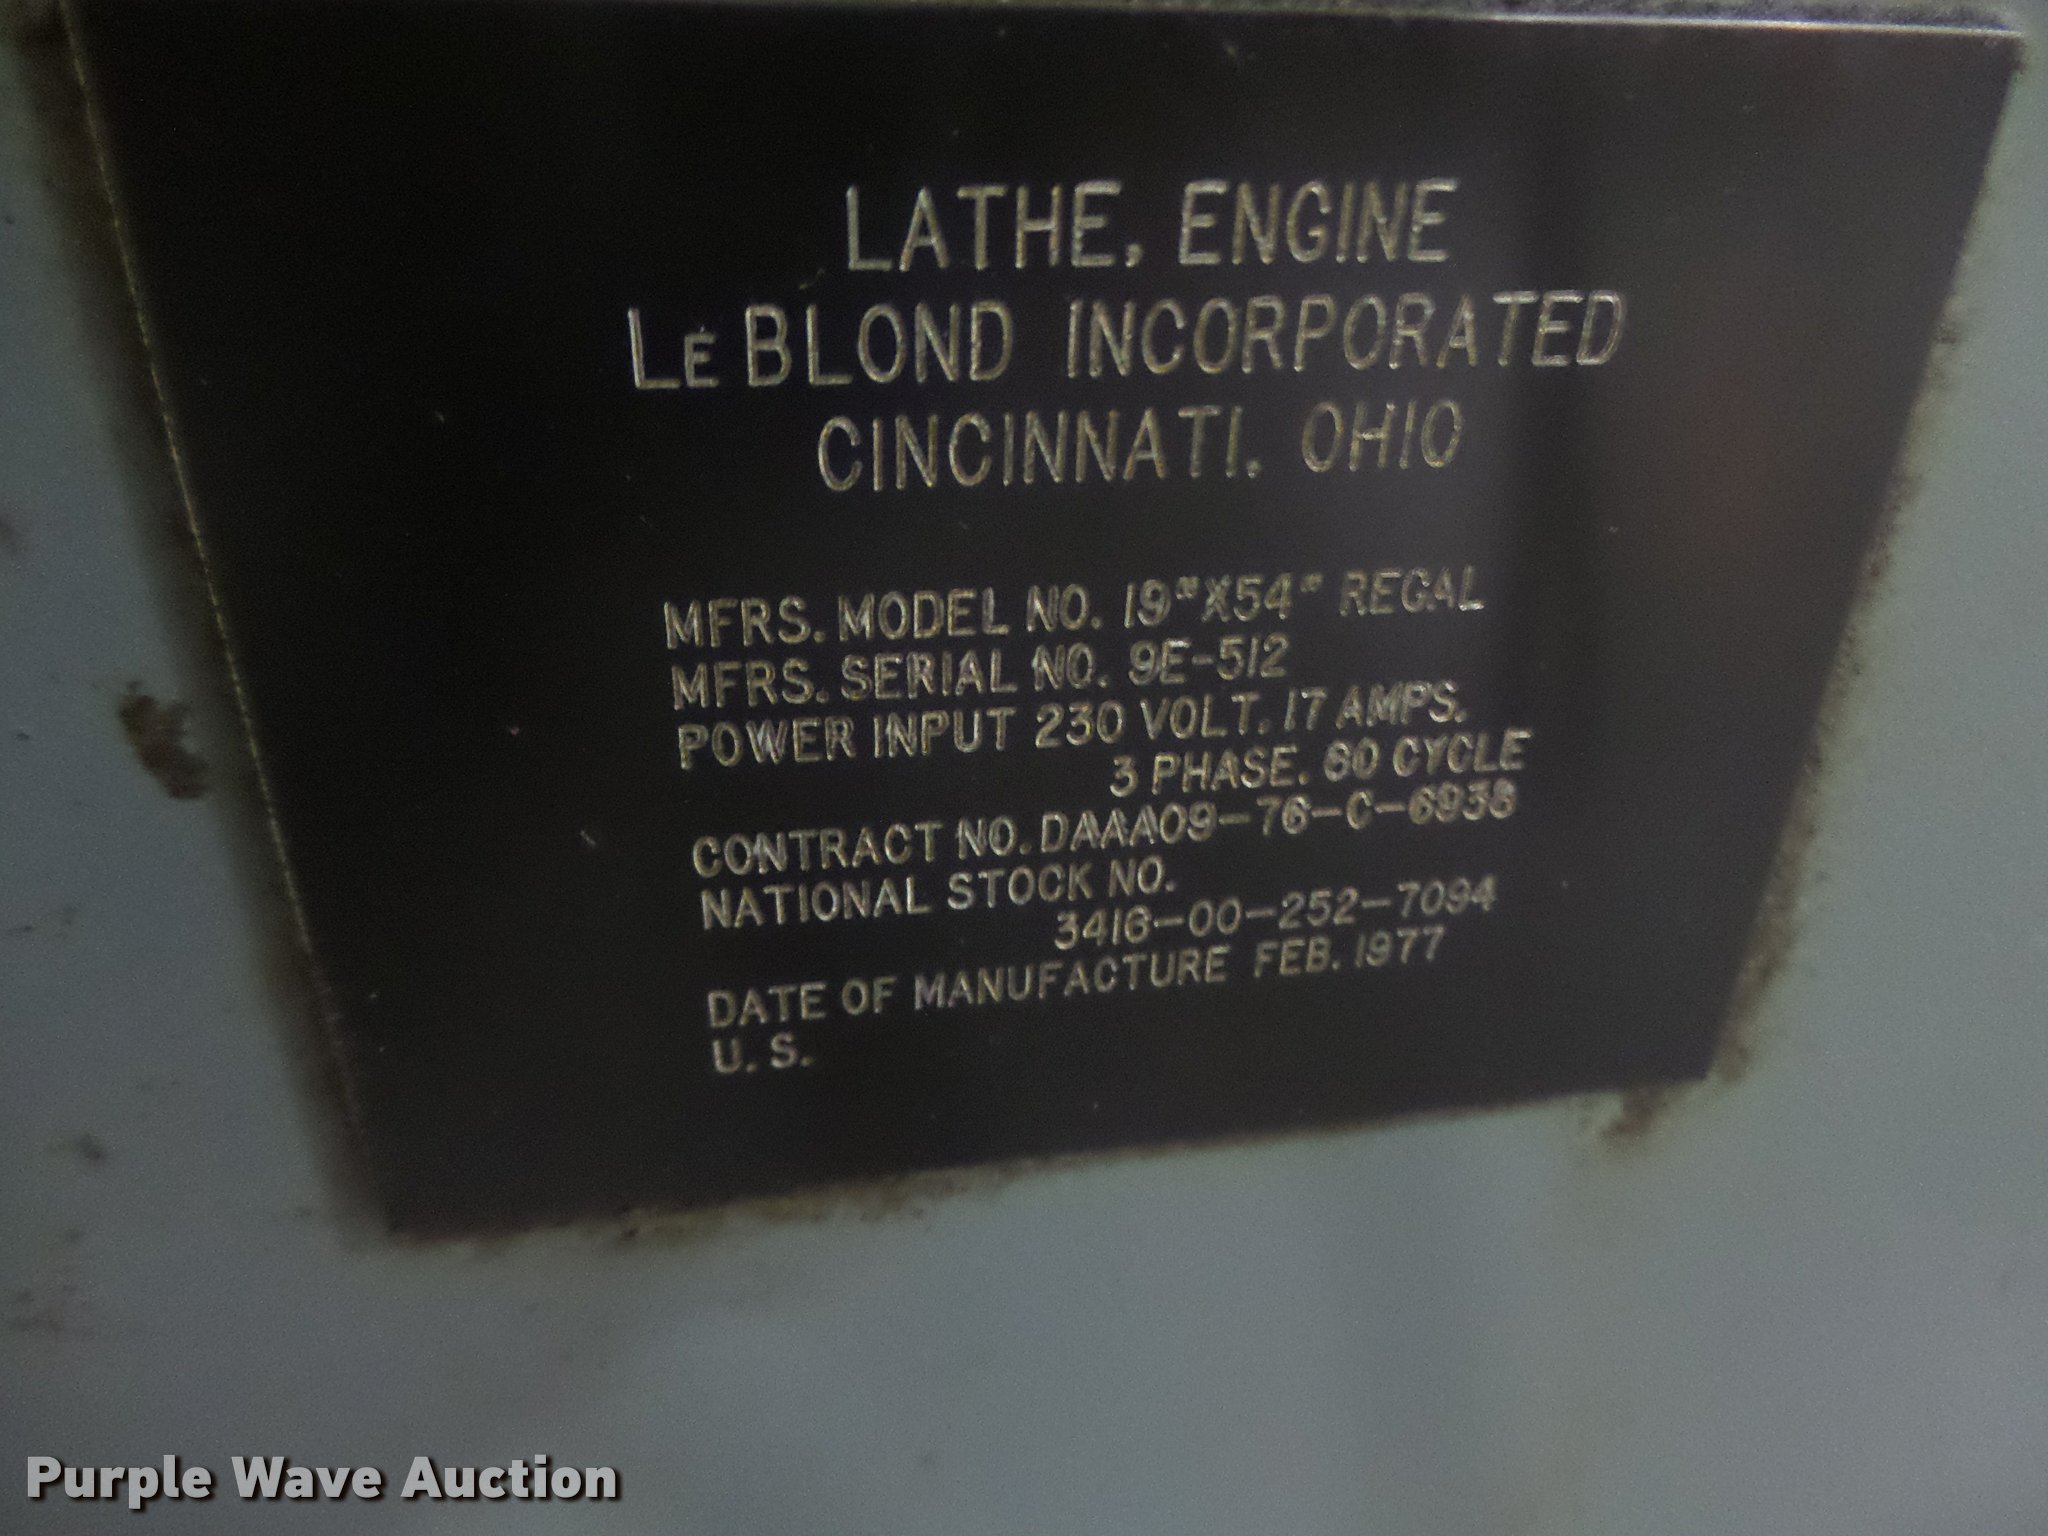 LATHE, ENGINE
LE BLOND INCORPORATED
CINCINNATI. OHIO
MFRS. MODEL NO. 19"X54" REGAL
MFRS. SERIAL NO. 9E-512
POWER INPUT 230 VOLT. 17 AMPS.
3 PHASE. 60 CYCLE
CONTRACT NO. DAAA09-76-C-6938
NATIONAL STOCK NO.
3416-00-252-7094
DATE OF MANUFACTURE FEB. 1977
U. S.
Purple Wave Auction